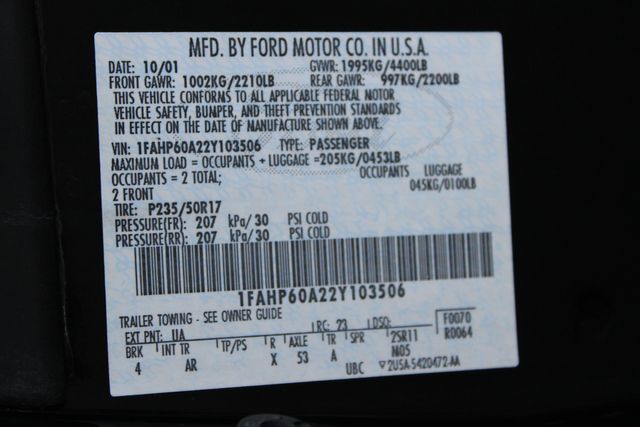 MFD. BY FORD MOTOR CO. IN U.S.A.
DATE: 10/01 GVWR: 1995KG/4400LB
FRONT GAWR: 1002KG/2210LB REAR GAWR: 997KG/2200LB
THIS VEHICLE CONFORMS TO ALL APPLICABLE FEDERAL MOTOR
VEHICLE SAFETY, BUMPER, AND THEFT PREVENTION STANDARDS
IN EFFECT ON THE DATE OF MANUFACTURE SHOWN ABOVE.
VIN: 1FAHP60A22Y103506 TYPE: PASSENGER
MAXIMUM LOAD = OCCUPANTS + LUGGAGE =205KG/0453LB
OCCUPANTS = 2 TOTAL; LUGGAGE
2 FRONT 045KG/0100LB
TIRE: P235/50R17
PRESSURE(FR): 207 kPa/30 PSI COLD
PRESSURE(RR): 207 kPa/30 PSI COLD
1FAHP60A22Y103506
TRAILER TOWING - SEE OWNER GUIDE
EXT PNT: UA RC: 23 DSO: F0070
BRK INT TR TP/PS R AXLE TR SPR 2SR11 R0064
4 AR X 53 A M05
UBC ▽2USA-5420472-AA